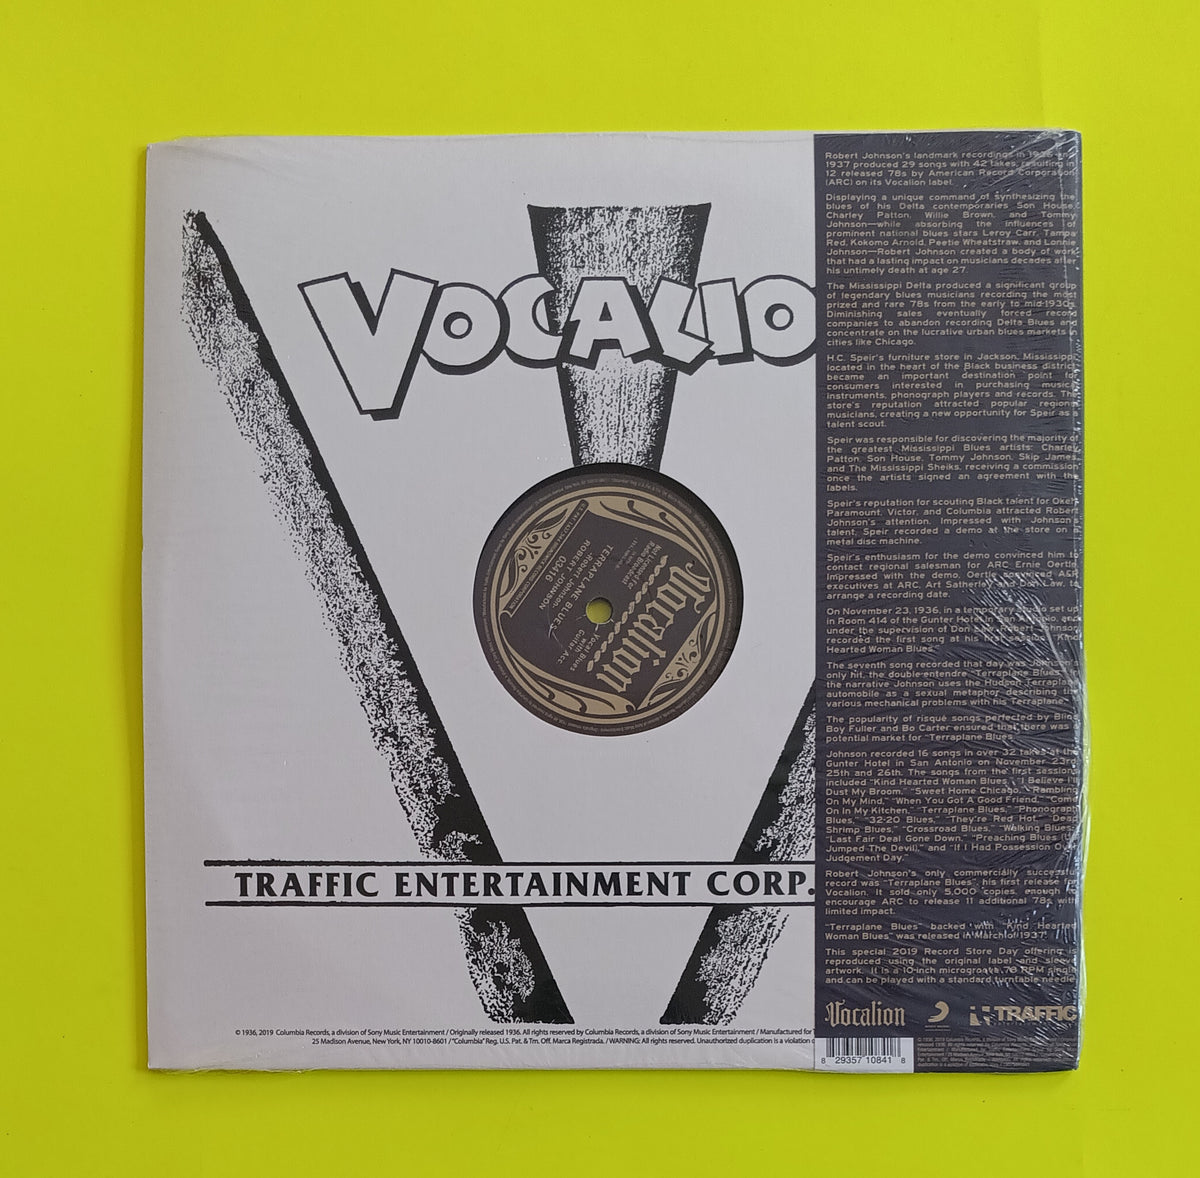 VOCALIO
TRAFFIC ENTERTAINMENT CORP.
© 1936, 2019 Columbia Records, a division of Sony Music Entertainment / Originally released 1936. All rights reserved by Columbia Records, a division of Sony Music Entertainment / Manufactured for
25 Madison Avenue, New York, NY 10010-8601 / "Columbia" Reg. U.S. Pat. & Tm. Off. Marca Registrada. / WARNING: All rights reserved. Unauthorized duplication is a violation
Vocalion
Not Licensed for
Radio Broadcast
Vocal Blues
with
Guitar Acc.
TERRAPLANE BLUES
-Robert Johnson-
ROBERT JOHNSON
03416
Robert Johnson's landmark recordings in 1936 and
1937 produced 29 songs with 42 takes, resulting in
12 released 78s by American Record Corporation
(ARC) on its Vocalion label.
Displaying a unique command of synthesizing the
blues of his Delta contemporaries Son House,
Charley Patton, Willie Brown, and Tommy
Johnson—while absorbing the influences of
prominent national blues stars Leroy Carr, Tampa
Red, Kokomo Arnold, Peetie Wheatstraw, and Lonnie
Johnson—Robert Johnson created a body of work
that had a lasting impact on musicians decades after
his untimely death at age 27.
The Mississippi Delta produced a significant group
of legendary blues musicians recording the most
prized and rare 78s from the early to mid-1930s.
Diminishing sales eventually forced record
companies to abandon recording Delta Blues and
concentrate on the lucrative urban blues markets in
cities like Chicago.
H.C. Speir's furniture store in Jackson, Mississippi,
located in the heart of the Black business district
became an important destination point for
consumers interested in purchasing musical
instruments, phonograph players and records. The
store's reputation attracted popular regional
musicians, creating a new opportunity for Speir as a
talent scout.
Speir was responsible for discovering the majority of
the greatest Mississippi Blues artists: Charley
Patton, Son House, Tommy Johnson, Skip James,
and The Mississippi Sheiks, receiving a commission
once the artists signed an agreement with the
labels.
Speir's reputation for scouting Black talent for Okeh,
Paramount, Victor, and Columbia attracted Robert
Johnson's attention. Impressed with Johnson's
talent, Speir recorded a demo at the store on a
metal disc machine.
Speir's enthusiasm for the demo convinced him to
contact regional salesman for ARC Ernie Oertle.
Impressed with the demo, Oertle convinced A&R
executives at ARC, Art Satherley and Don Law, to
arrange a recording date.
On November 23, 1936, in a temporary studio set up
in Room 414 of the Gunter Hotel in San Antonio, and
under the supervision of Don Law, Robert Johnson
recorded the first song at his first session, "Kind
Hearted Woman Blues."
The seventh song recorded that day was Johnson's
only hit, the double-entendre "Terraplane Blues."
the narrative Johnson uses the Hudson Terraplane
automobile as a sexual metaphor describing the
various mechanical problems with his Terraplane.
The popularity of risqué songs perfected by Blind
Boy Fuller and Bo Carter ensured that there was a
potential market for "Terraplane Blues."
Johnson recorded 16 songs in over 32 takes at the
Gunter Hotel in San Antonio on November 23rd,
25th and 26th. The songs from the first sessions
included "Kind Hearted Woman Blues", "I Believe I'll
Dust My Broom," "Sweet Home Chicago," "Rambling
On My Mind," "When You Got A Good Friend," "Come
On In My Kitchen," "Terraplane Blues," "Phonograph
Blues," "32-20 Blues," "They're Red Hot," "Dead
Shrimp Blues," "Crossroad Blues," "Walking Blues,"
"Last Fair Deal Gone Down," "Preaching Blues (Up
Jumped The Devil)," and "If I Had Possession Over
Judgement Day."
Robert Johnson's only commercially successful
record was "Terraplane Blues", his first release for
Vocalion. It sold only 5,000 copies, enough to
encourage ARC to release 11 additional 78s with
limited impact.
"Terraplane Blues" backed with "Kind Hearted
Woman Blues" was released in March of 1937.
This special 2019 Record Store Day offering is
reproduced using the original label and sleeve
artwork. It is a 10-inch microgroove 78 RPM single
and can be played with a standard turntable needle.
Vocalion
TRAFFIC
8 29357 10841 8